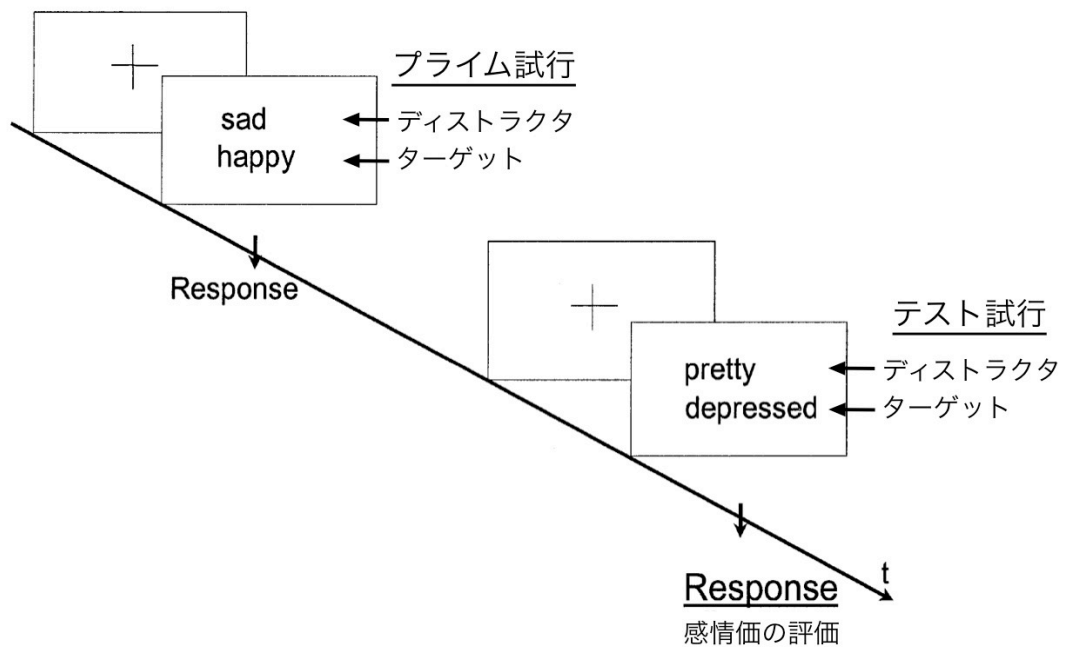 プライム試行
sad
ディストラクタ
happy
ターゲット
Response
テスト試行
pretty
ディストラクタ
depressed
ターゲット
t
Response
感情価の評価